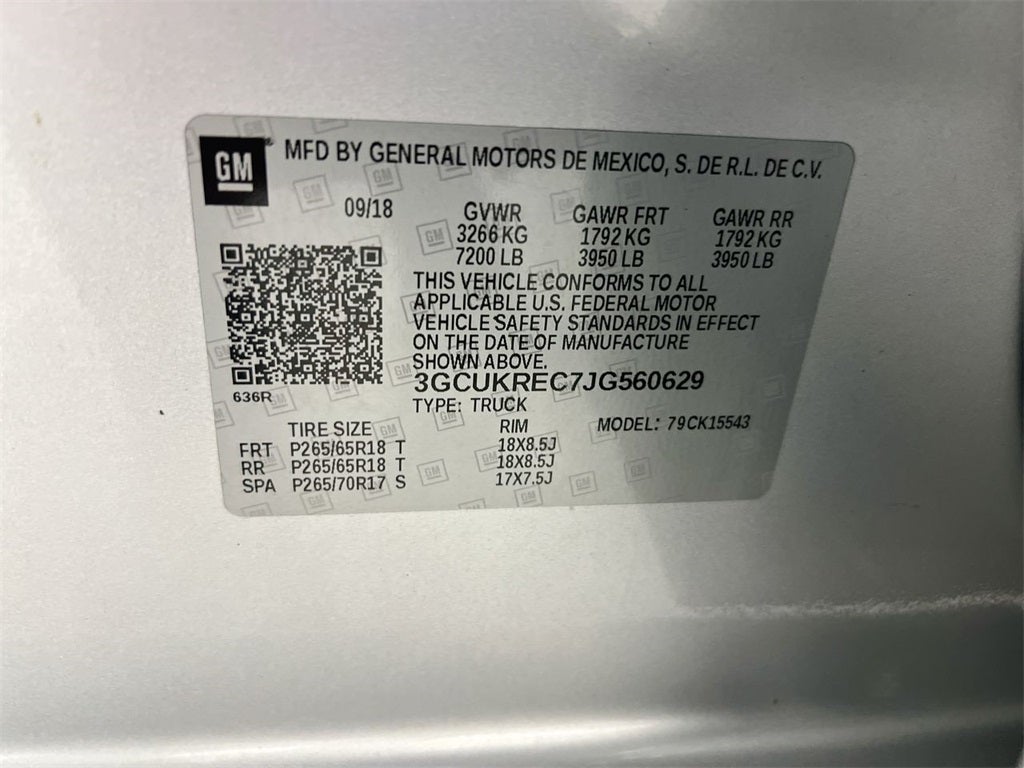 GM
MFD BY GENERAL MOTORS DE MEXICO, S. DE R.L. DE C.V.
09/18 GVWR GAWR FRT GAWR RR
3266 KG 1792 KG 1792 KG
7200 LB 3950 LB 3950 LB
THIS VEHICLE CONFORMS TO ALL
APPLICABLE U.S. FEDERAL MOTOR
VEHICLE SAFETY STANDARDS IN EFFECT
ON THE DATE OF MANUFACTURE
SHOWN ABOVE.
3GCUKREC7JG560629
636R
TYPE: TRUCK
TIRE SIZE RIM MODEL: 79CK15543
FRT P265/65R18 T 18X8.5J
RR P265/65R18 T 18X8.5J
SPA P265/70R17 S 17X7.5J